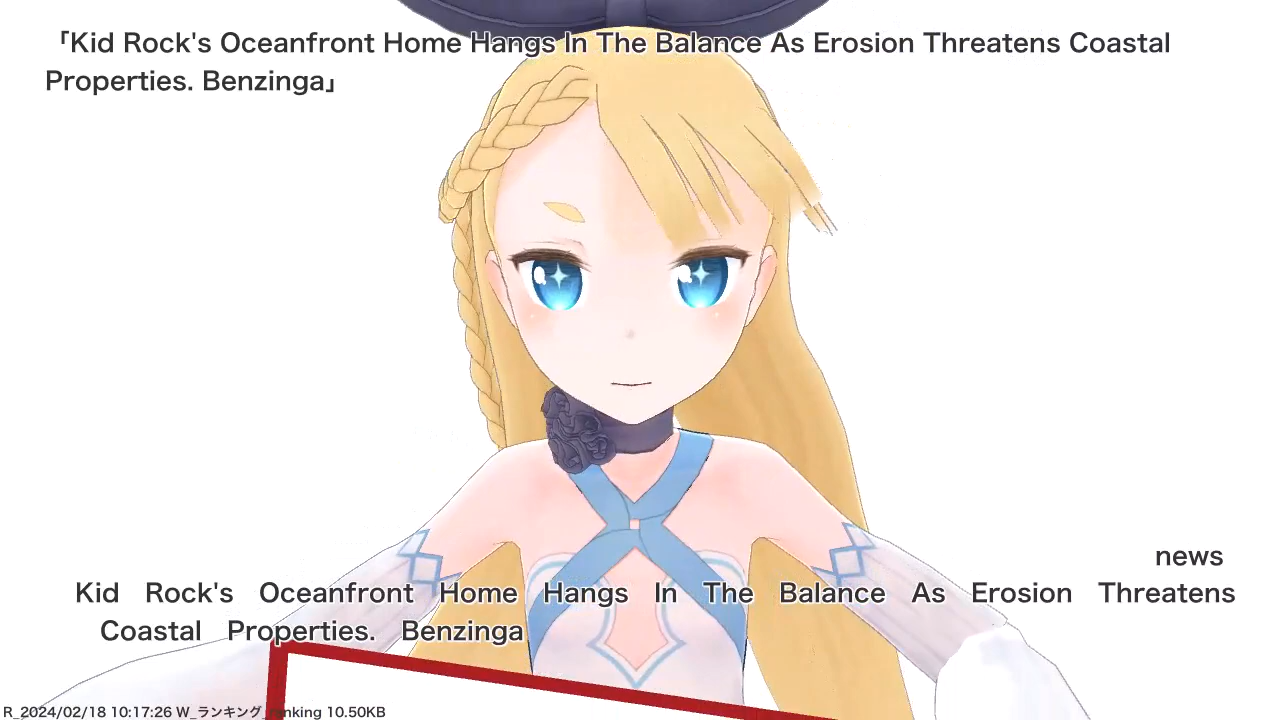 「Kid Rock's Oceanfront Home Hangs In The Balance As Erosion Threatens Coastal
Properties. Benzinga」
news
Kid Rock's Oceanfront Home Hangs In The Balance As Erosion Threatens
Coastal Properties. Benzinga
R_2024/02/18 10:17:26 W_ランキング_ranking 10.50KB